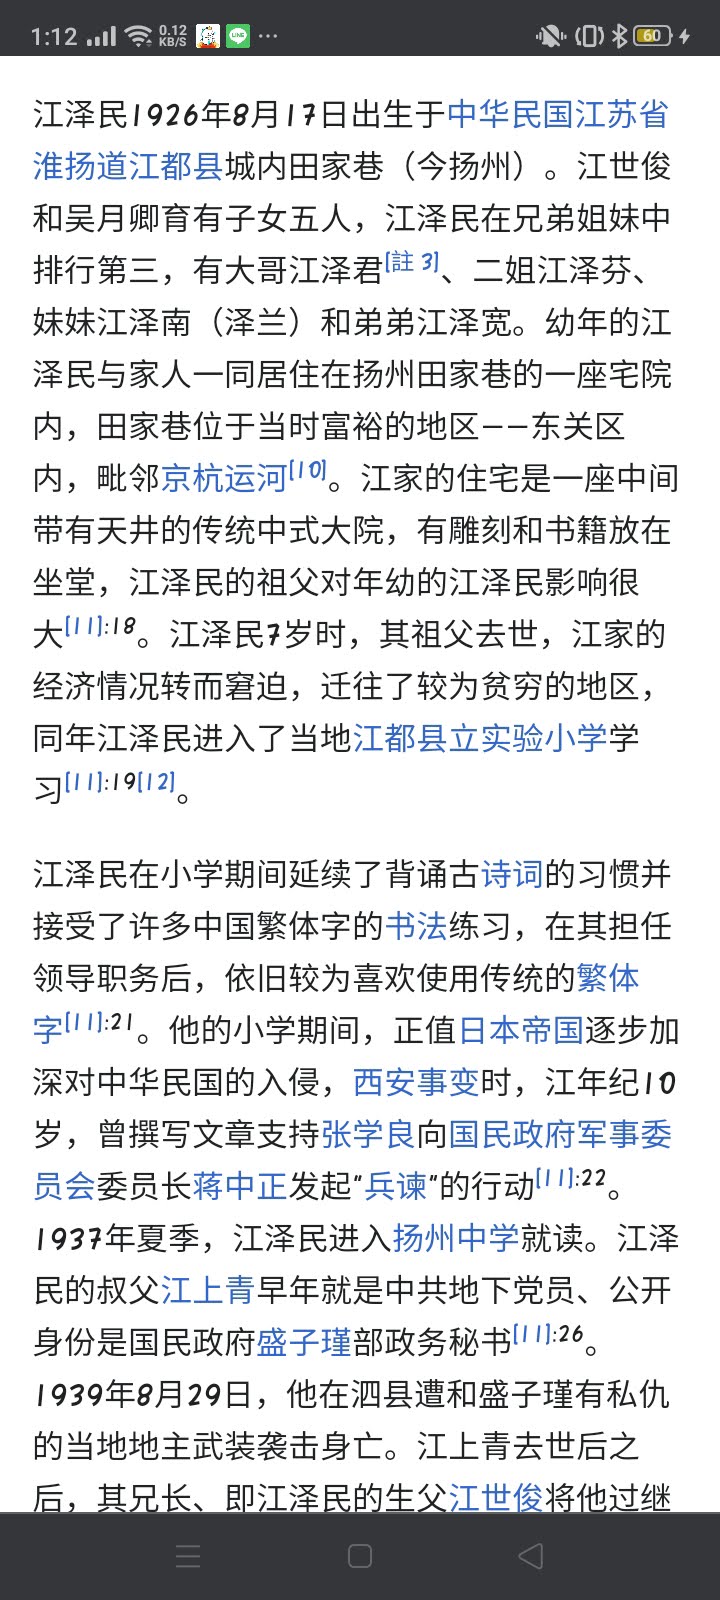 1:12
0.12
KB/S
LINE
60
江泽民1926年8月17日出生于中华民国江苏省
淮扬道江都县城内田家巷（今扬州）。江世俊
和吴月卿育有子女五人，江泽民在兄弟姐妹中
排行第三，有大哥江泽君[註 3]、二姐江泽芬、
妹妹江泽南（泽兰）和弟弟江泽宽。幼年的江
泽民与家人一同居住在扬州田家巷的一座宅院
内，田家巷位于当时富裕的地区——东关区
内，毗邻京杭运河[10]。江家的住宅是一座中间
带有天井的传统中式大院，有雕刻和书籍放在
坐堂，江泽民的祖父对年幼的江泽民影响很
大[11]:18。江泽民7岁时，其祖父去世，江家的
经济情况转而窘迫，迁往了较为贫穷的地区，
同年江泽民进入了当地江都县立实验小学学
习[11]:19[12]。
江泽民在小学期间延续了背诵古诗词的习惯并
接受了许多中国繁体字的书法练习，在其担任
领导职务后，依旧较为喜欢使用传统的繁体
字[11]:21。他的小学期间，正值日本帝国逐步加
深对中华民国的入侵，西安事变时，江年纪10
岁，曾撰写文章支持张学良向国民政府军事委
员会委员长蒋中正发起“兵谏”的行动[11]:22。
1937年夏季，江泽民进入扬州中学就读。江泽
民的叔父江上青早年就是中共地下党员、公开
身份是国民政府盛子瑾部政务秘书[11]:26。
1939年8月29日，他在泗县遭和盛子瑾有私仇
的当地地主武装袭击身亡。江上青去世后之
后，其兄长、即江泽民的生父江世俊将他过继